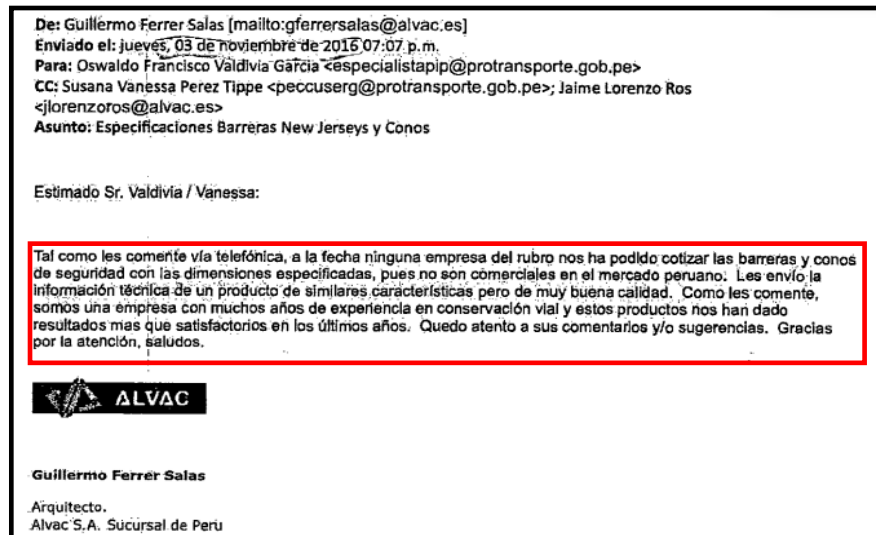 De: Guillermo Ferrer Salas [mailto:gferrersalas@alvac.es]
Enviado el: jueves, 03 de noviembre de 2016 07:07 p.m.
Para: Oswaldo Francisco Valdivia García <especialistapip@protransporte.gob.pe>
CC: Susana Vanessa Perez Tippe <peccuserg@protransporte.gob.pe>; Jaime Lorenzo Ros
<jlorenzoros@alvac.es>
Asunto: Especificaciones Barreras New Jerseys y Conos
Estimado Sr. Valdivia / Vanessa:
Tal como les comente vía telefónica, a la fecha ninguna empresa del rubro nos ha podido cotizar las barreras y conos
de seguridad con las dimensiones especificadas, pues no son comerciales en el mercado peruano. Les envío la
información técnica de un producto de similares características pero de muy buena calidad. Como les comente,
somos una empresa con muchos años de experiencia en conservación vial y estos productos nos han dado
resultados mas que satisfactorios en los últimos años. Quedo atento a sus comentarios y/o sugerencias. Gracias
por la atención, saludos.
ALVAC
Guillermo Ferrer Salas
Arquitecto.
Alvac S.A. Sucursal de Peru